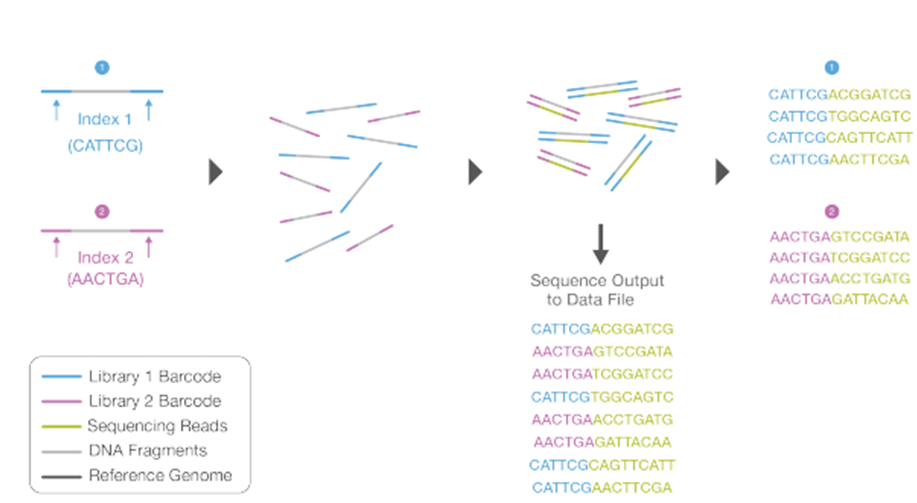 1
Index 1
(CATTCG)
2
Index 2
(AACTGA)
Library 1 Barcode
Library 2 Barcode
Sequencing Reads
DNA Fragments
Reference Genome
Sequence Output
to Data File
CATTCGACGGATCG
AACTGAGTCCGATA
AACTGATCGGATCC
CATTCGTGGCAGTC
AACTGAACCTGATG
AACTGAGATTACAA
CATTCGCAGTTCATT
CATTCGAACTTCGA
1
CATTCGACGGATCG
CATTCGTGGCAGTC
CATTCGCAGTTCATT
CATTCGAACTTCGA
2
AACTGAGTCCGATA
AACTGATCGGATCC
AACTGAACCTGATG
AACTGAGATTACAA